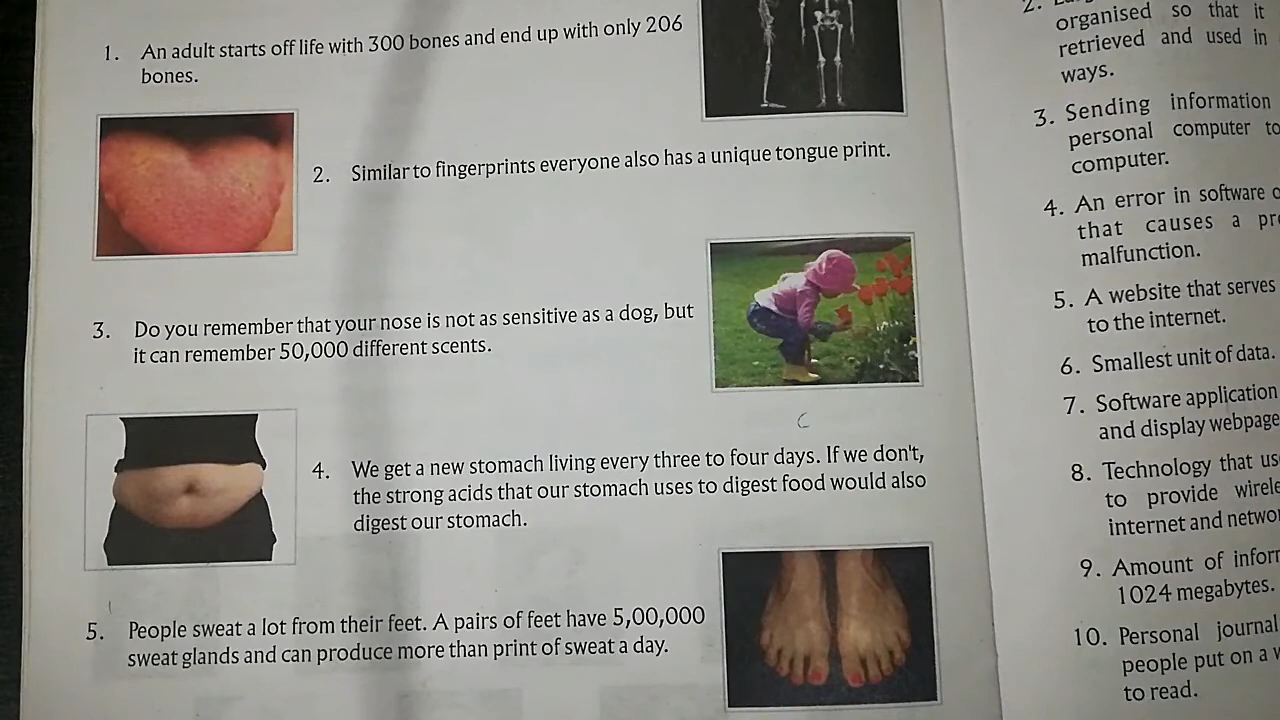 1. An adult starts off life with 300 bones and end up with only 206
bones.
2. Similar to fingerprints everyone also has a unique tongue print.
3. Do you remember that your nose is not as sensitive as a dog, but
it can remember 50,000 different scents.
4. We get a new stomach living every three to four days. If we don't,
the strong acids that our stomach uses to digest food would also
digest our stomach.
5. People sweat a lot from their feet. A pairs of feet have 5,00,000
sweat glands and can produce more than print of sweat a day.
2.
organised so that it
retrieved and used in
ways.
3. Sending information
personal computer to
computer.
4. An error in software
that causes a
malfunction.
5. A website that serves
to the internet.
6. Smallest unit of data.
7. Software application
and display webpage
8. Technology that
to provide
internet and
9. Amount of
1024 megabytes.
10. Personal journal
people put on a
to read.